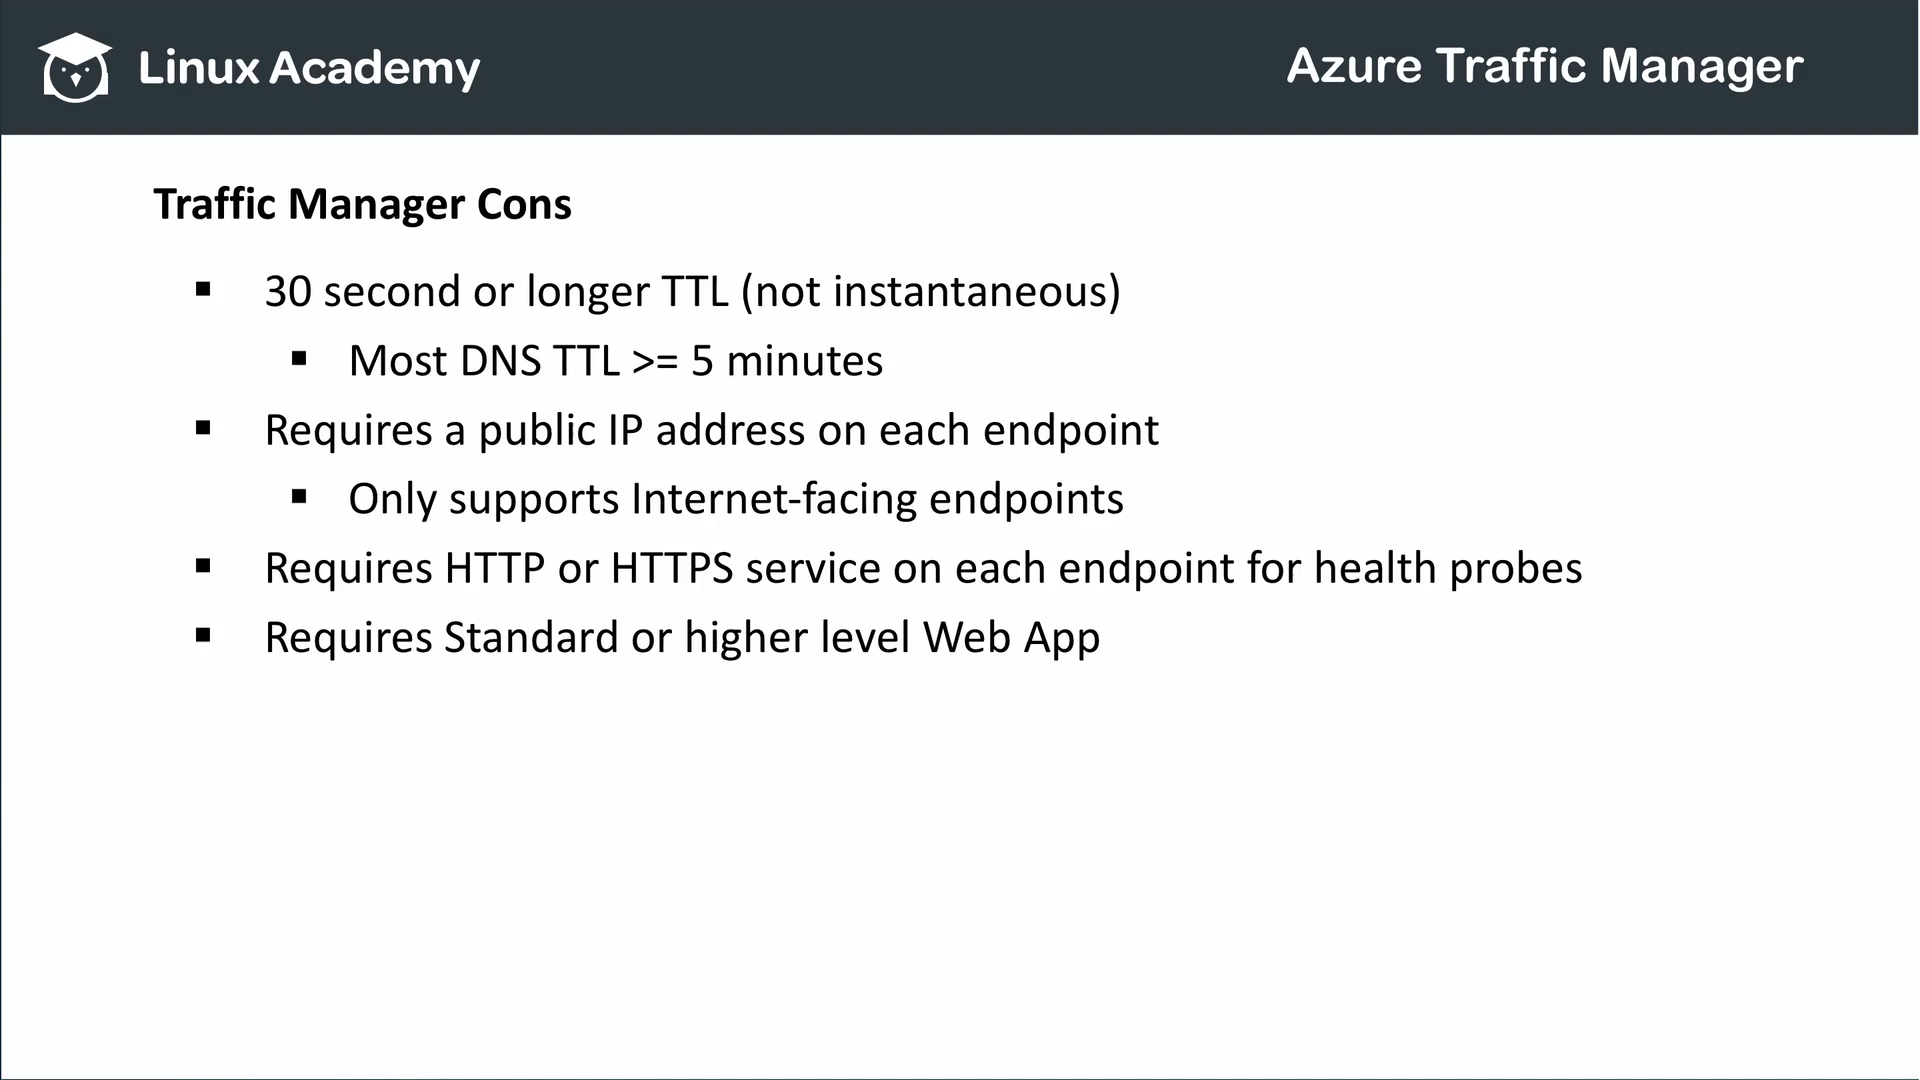 Linux Academy
Azure Traffic Manager
Traffic Manager Cons
▪ 30 second or longer TTL (not instantaneous)
▪ Most DNS TTL >= 5 minutes
▪ Requires a public IP address on each endpoint
▪ Only supports Internet-facing endpoints
▪ Requires HTTP or HTTPS service on each endpoint for health probes
▪ Requires Standard or higher level Web App